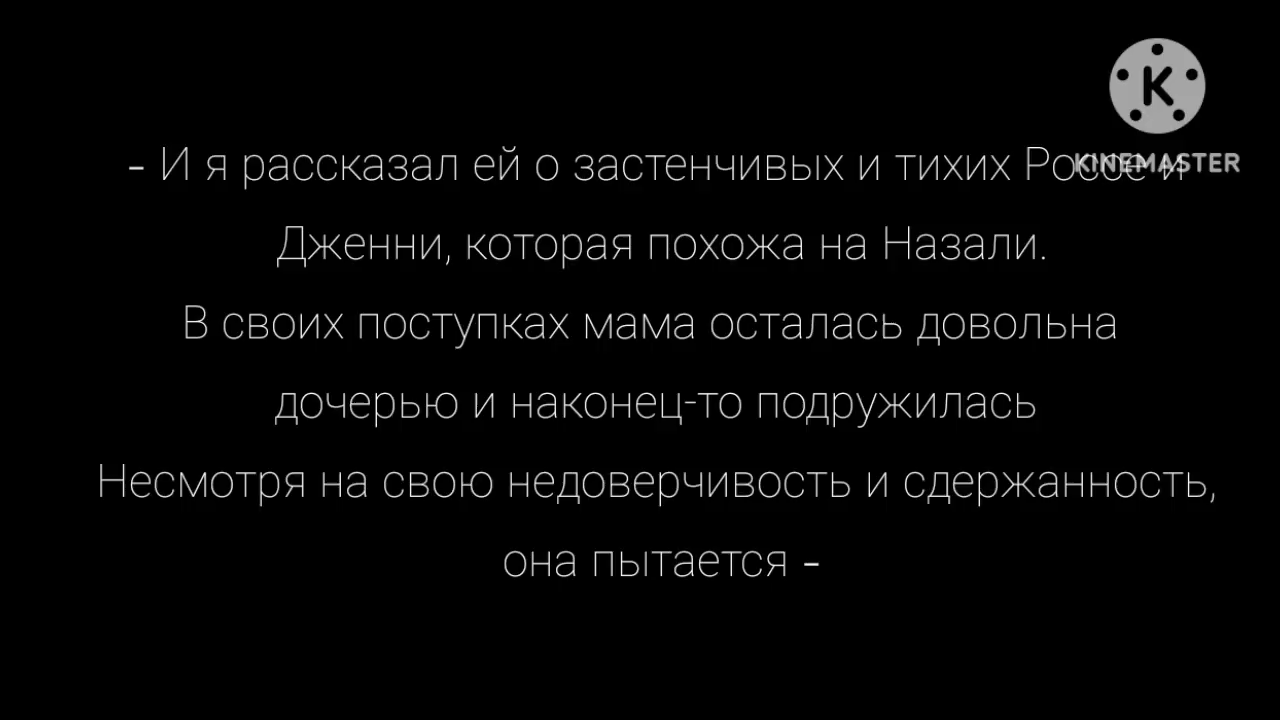 - И я рассказал ей о застенчивых и тихих и
Дженни, которая похожа на Назали.
В своих поступках мама осталась довольна
дочерью и наконец-то подружилась
Несмотря на свою недоверчивость и сдержанность,
она пытается -
K
KINEMASTER